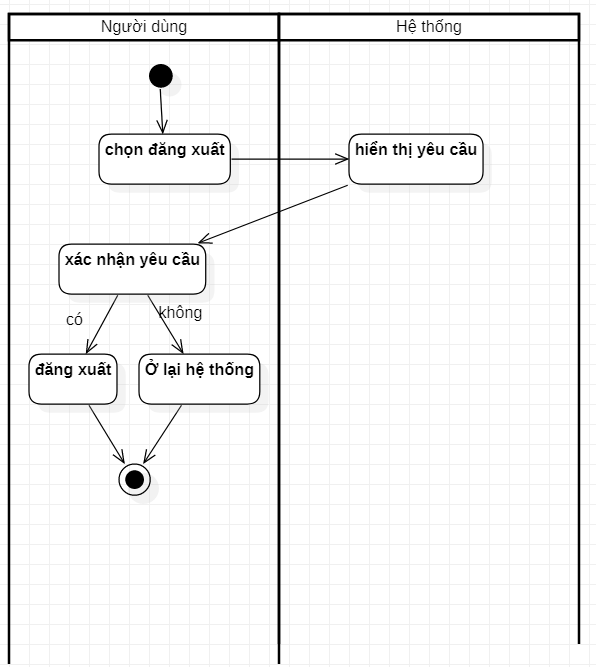 Người dùng
Hệ thống
chọn đăng xuất
hiển thị yêu cầu
xác nhận yêu cầu
có
không
đăng xuất
Ở lại hệ thống